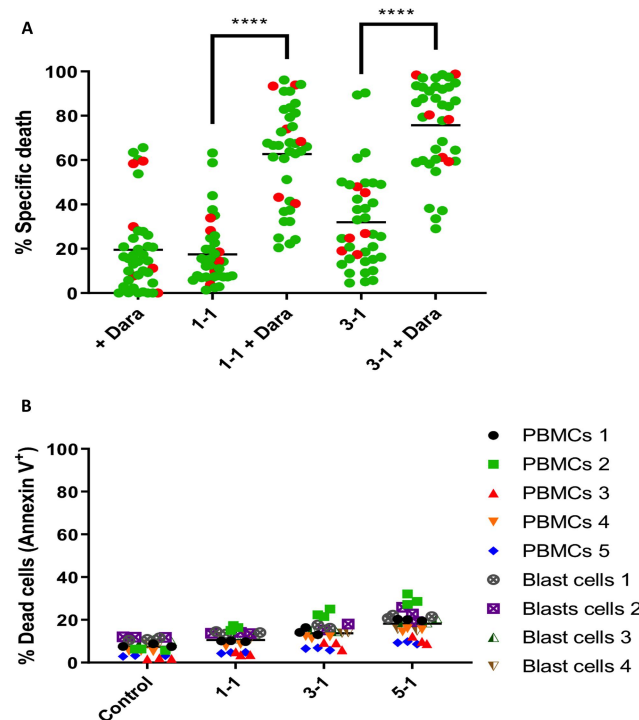 A
****
****
% Specific death
100
80
60
40
20
0
+ Dara
1-1
1-1 + Dara
3-1
3-1 + Dara
B
% Dead cells (Annexin V⁺)
100
80
60
40
20
0
Control
1-1
3-1
5-1
PBMCs 1
PBMCs 2
PBMCs 3
PBMCs 4
PBMCs 5
Blast cells 1
Blasts cells 2
Blast cells 3
Blast cells 4